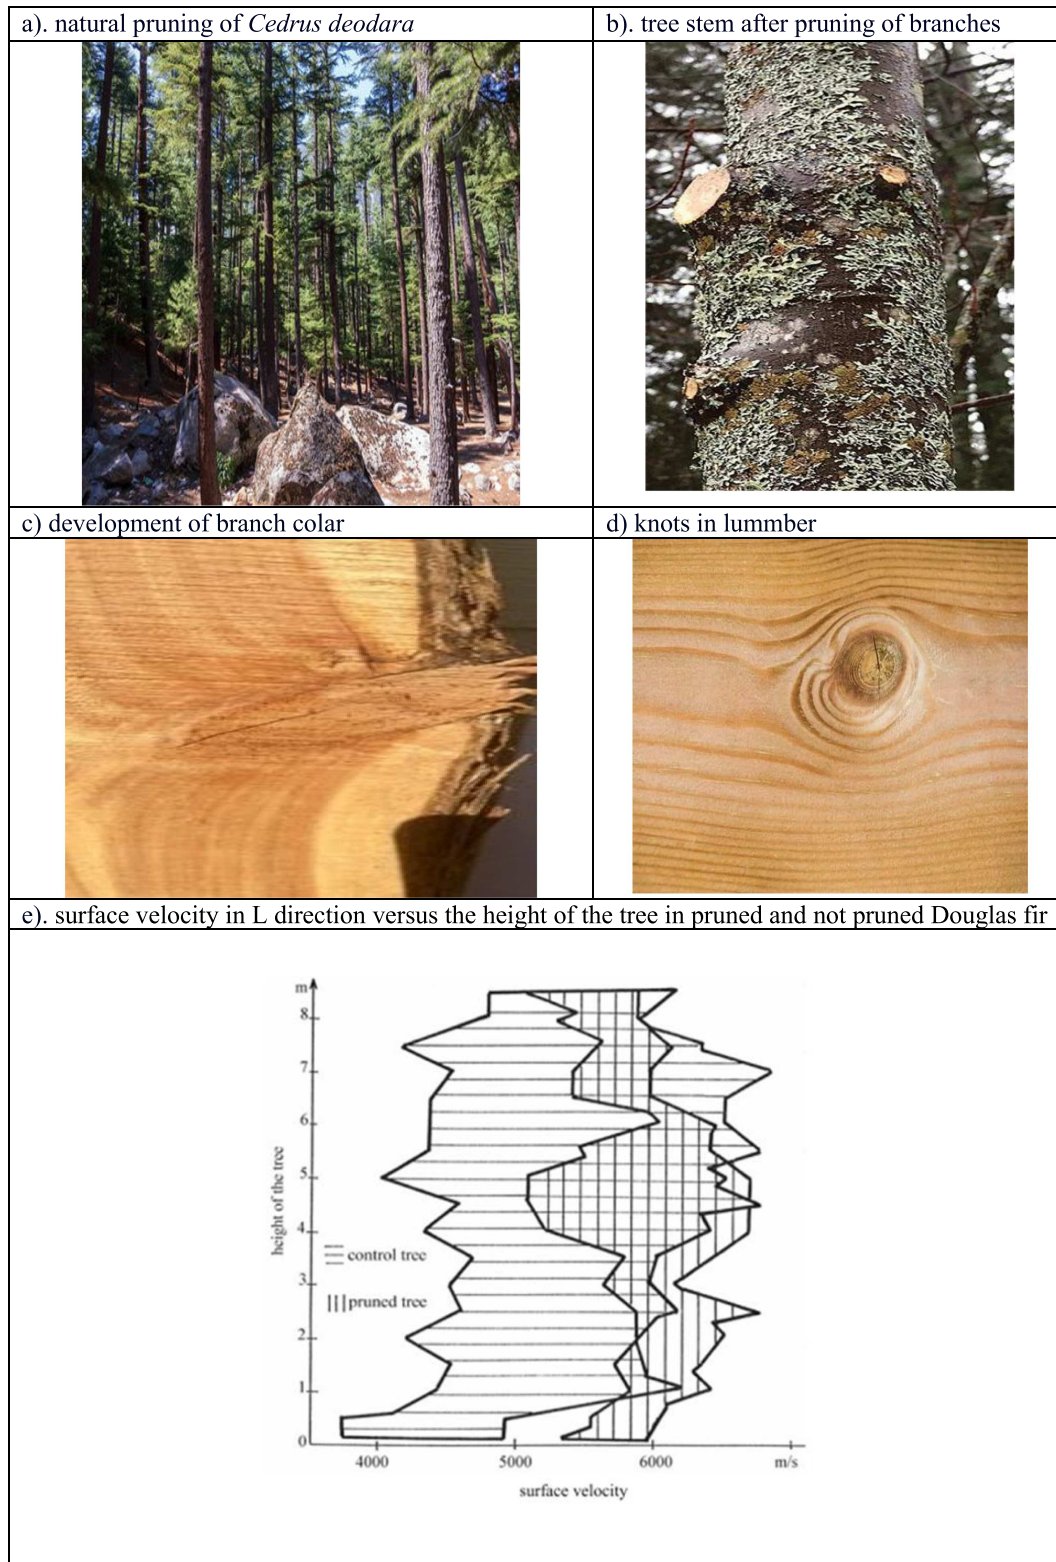 a). natural pruning of Cedrus deodara
b). tree stem after pruning of branches
c) development of branch colar
d) knots in lummber
e). surface velocity in L direction versus the height of the tree in pruned and not pruned Douglas fir
m
8
7
6
5
4
3
2
1
0
height of the tree
control tree
pruned tree
4000
5000
6000
m/s
surface velocity